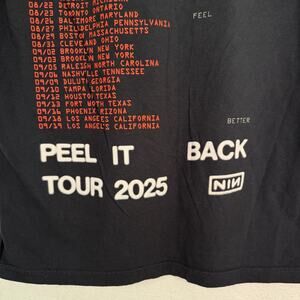 08/22 DETROIT MICHIGAN
08/23 TORONTO ONTARIO
FEEL
08/26 BALTIMORE MARYLAND
08/27 PHILADELPHIA PENNSYLVANIA
08/29 BOSTON MASSACHUSETTS
08/31 CLEVELAND OHIO
09/02 BROOKLYN NEW YORK
09/03 BROOKLYN NEW YORK
09/05 RALEIGH NORTH CAROLINA
09/06 NASHVILLE TENNESSEE
09/09 DULUTH GEORGIA
09/10 TAMPA FLORIDA
09/12 HOUSTON TEXAS
09/13 FORT WORTH TEXAS
09/16 PHOENIX ARIZONA
09/18 LOS ANGELES CALIFORNIA
BETTER
09/19 LOS ANGELES CALIFORNIA
PEEL IT BACK
TOUR 2025 NIN